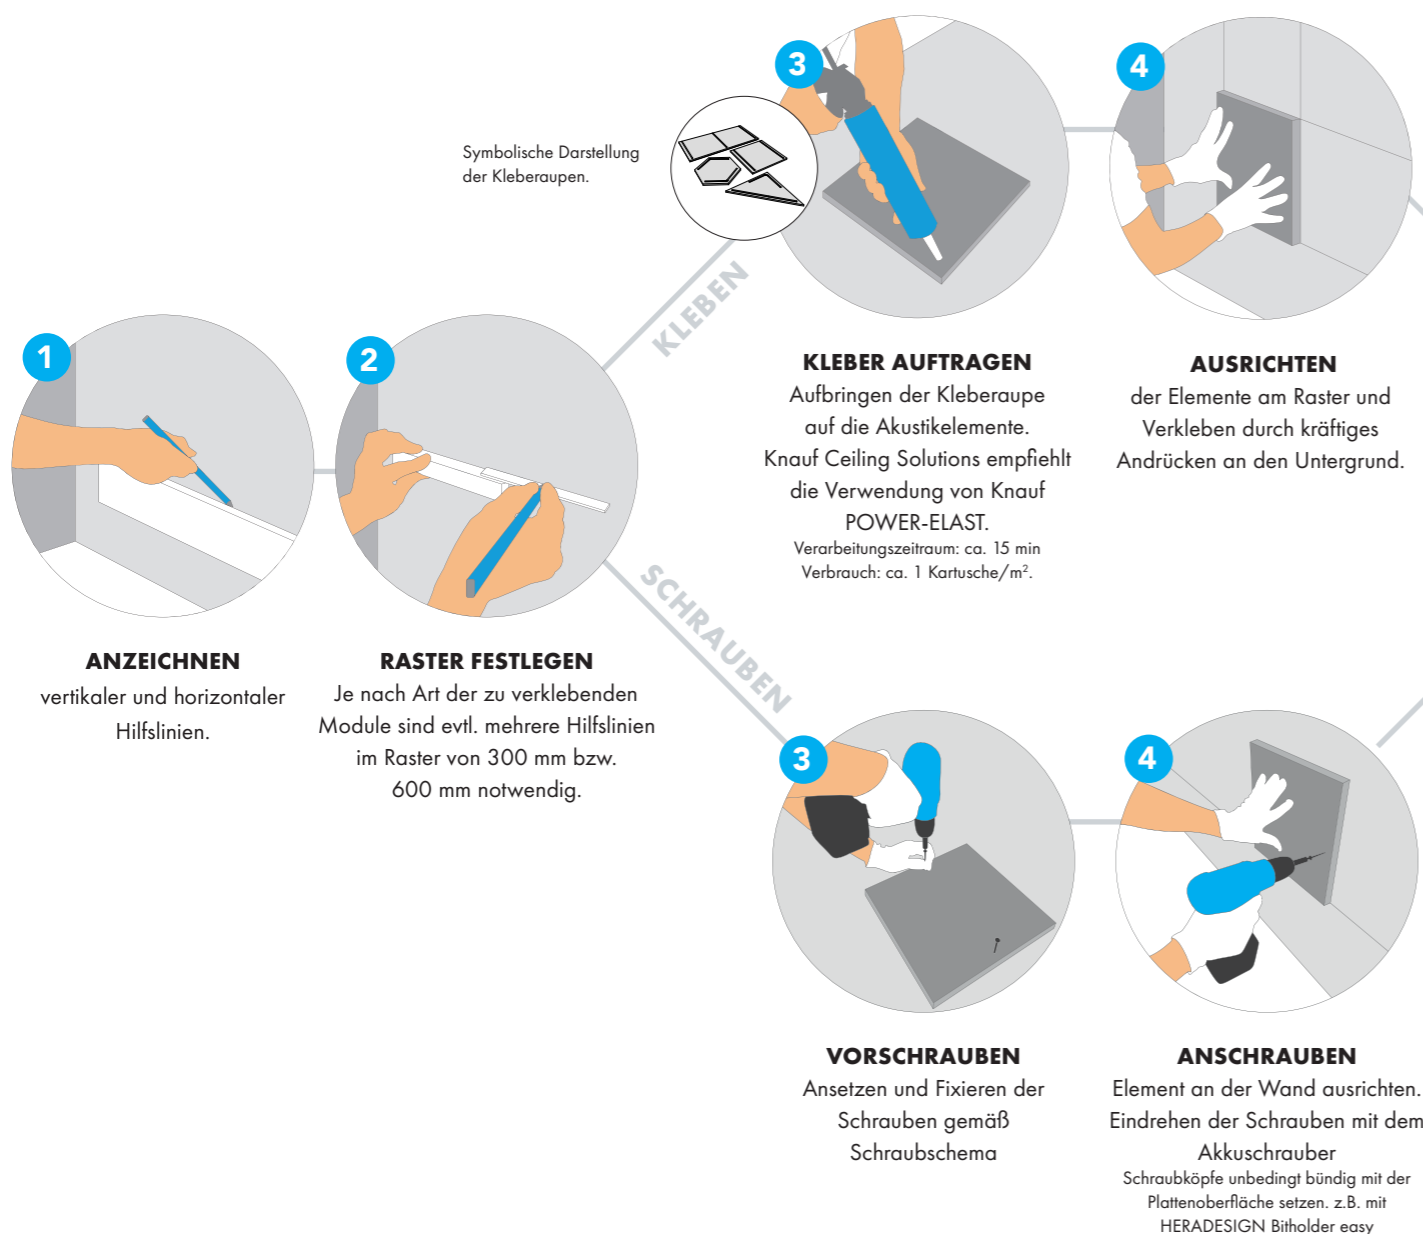 1
ANZEICHNEN
vertikaler und horizontaler
Hilfslinien.
2
RASTER FESTLEGEN
Je nach Art der zu verklebenden
Module sind evtl. mehrere Hilfslinien
im Raster von 300 mm bzw.
600 mm notwendig.
KLEBEN
Symbolische Darstellung
der Kleberaupen.
3
KLEBER AUFTRAGEN
Aufbringen der Kleberaupe
auf die Akustikelemente.
Knauf Ceiling Solutions empfiehlt
die Verwendung von Knauf
POWER-ELAST.
Verarbeitungszeitraum: ca. 15 min
Verbrauch: ca. 1 Kartusche/m².
4
AUSRICHTEN
der Elemente am Raster und
Verkleben durch kräftiges
Andrücken an den Untergrund.
SCHRAUBEN
3
VORSCHRAUBEN
Ansetzen und Fixieren der
Schrauben gemäß
Schraubschema
4
ANSCHRAUBEN
Element an der Wand ausrichten.
Eindrehen der Schrauben mit dem
Akkuschrauber
Schraubköpfe unbedingt bündig mit der
Plattenoberfläche setzen. z.B. mit
HERADESIGN Bitholder easy